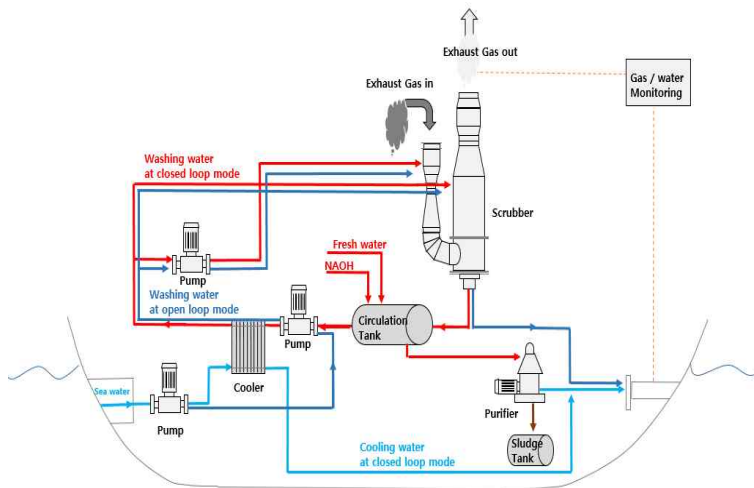 Exhaust Gas out
Exhaust Gas in
Gas / water
Monitoring
Washing water
at closed loop mode
Scrubber
Fresh water
NAOH
Pump
Washing water
at open loop mode
Circulation
Tank
Pump
Cooler
Sea water
Pump
Purifier
Sludge
Tank
Cooling water
at closed loop mode